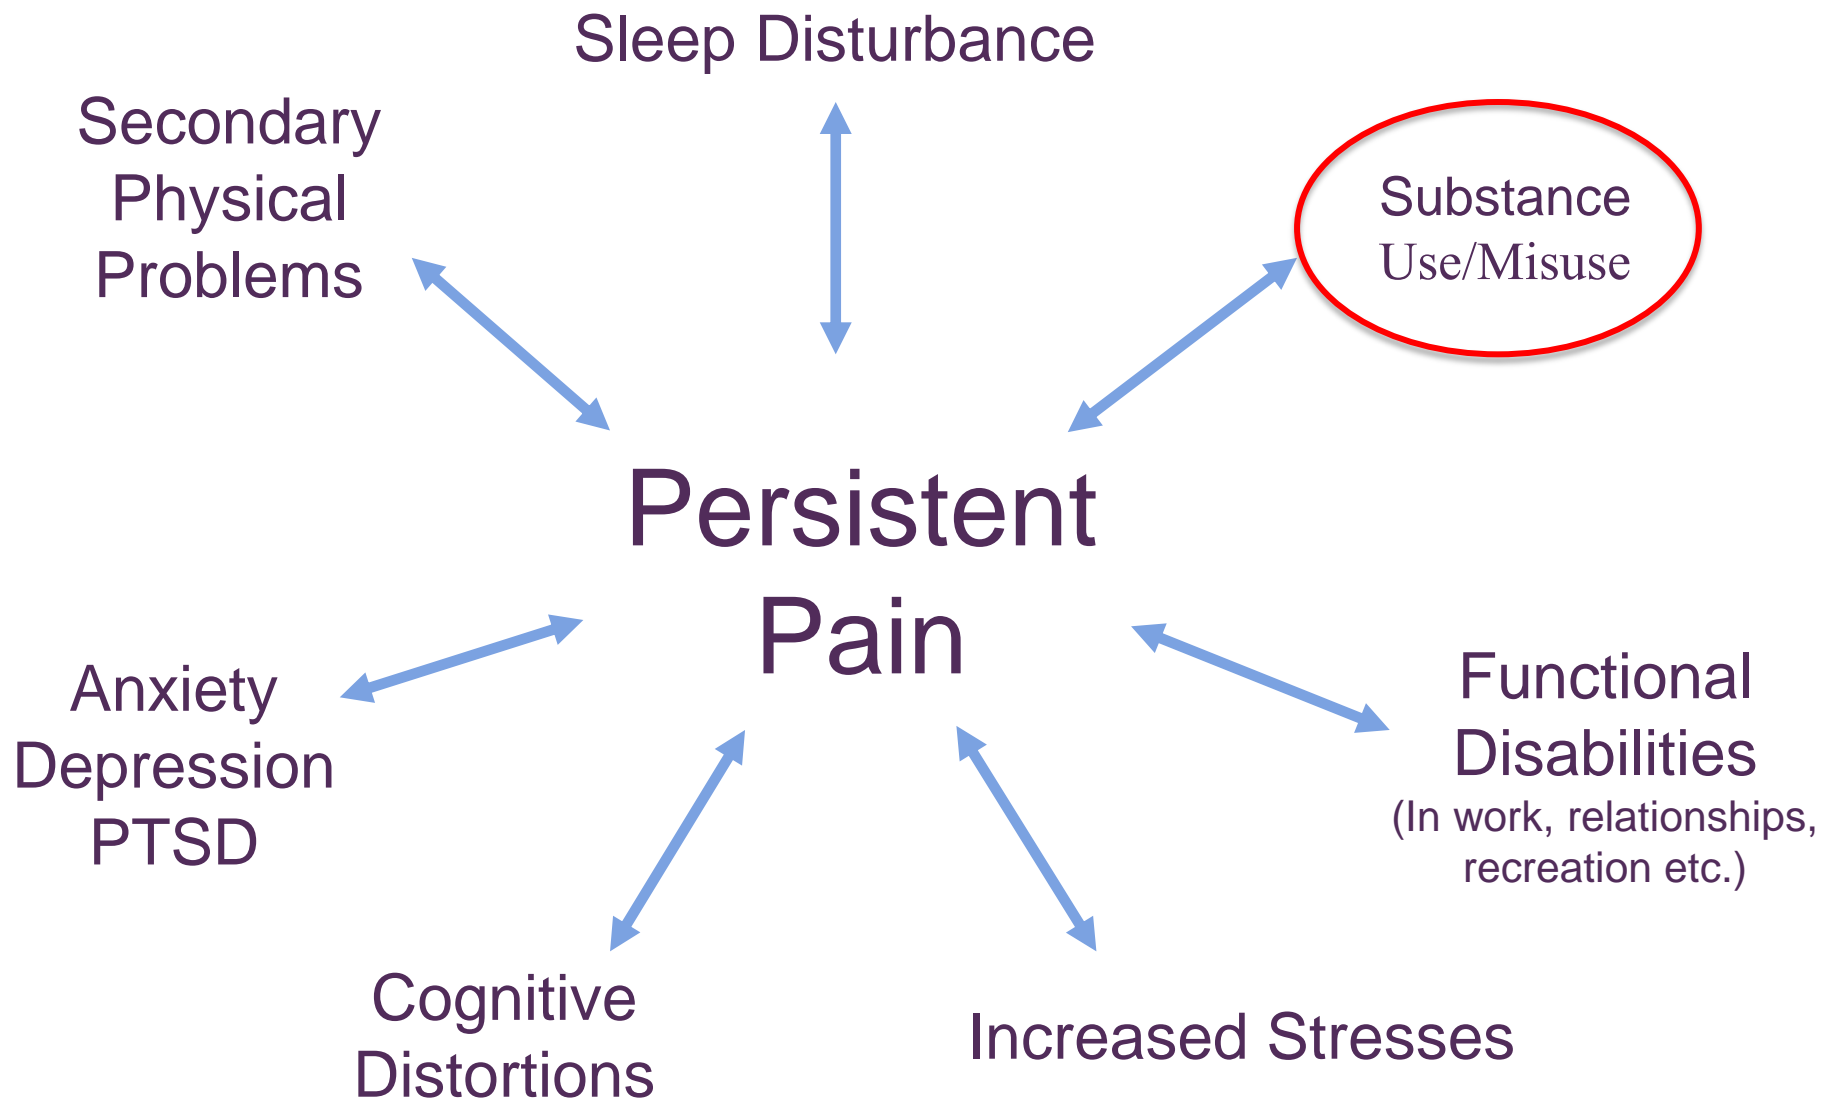 Sleep Disturbance
Secondary
Physical
Problems
Substance
Use/Misuse
Persistent
Pain
Anxiety
Depression
PTSD
Functional
Disabilities
(In work, relationships,
recreation etc.)
Cognitive
Distortions
Increased Stresses